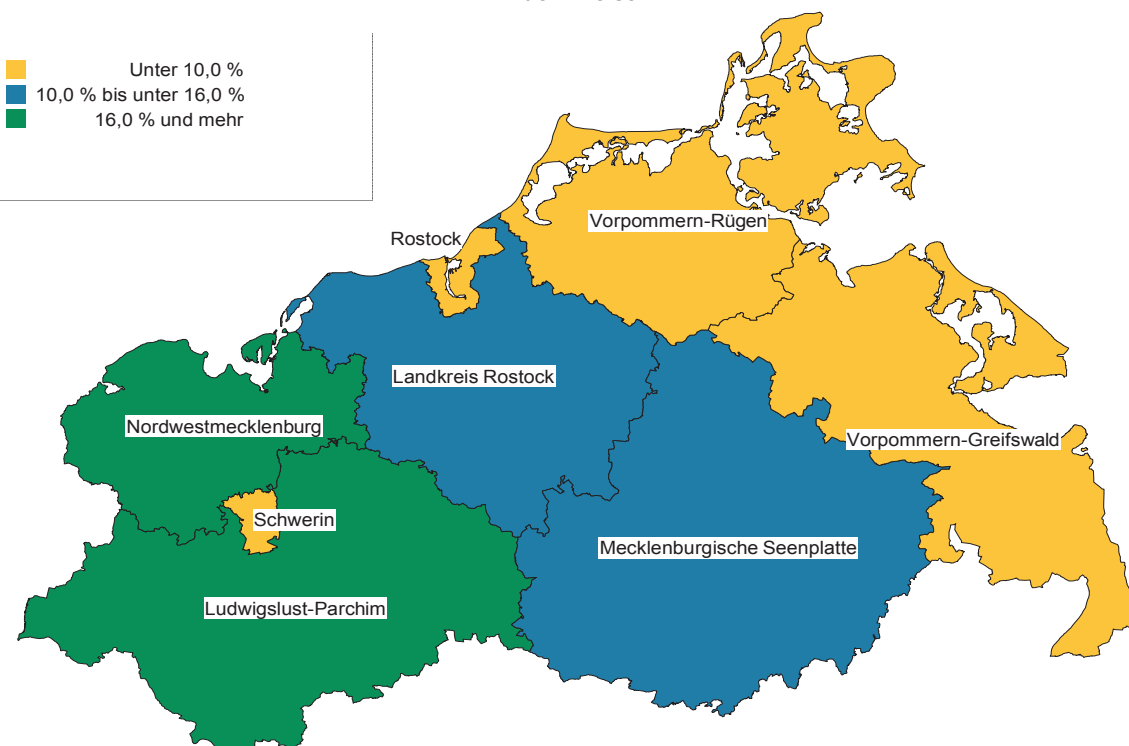 Unter 10,0 %
10,0 % bis unter 16,0 %
16,0 % und mehr
Vorpommern-Rügen
Rostock
Landkreis Rostock
Nordwestmecklenburg
Vorpommern-Greifswald
Schwerin
Mecklenburgische Seenplatte
Ludwigslust-Parchim